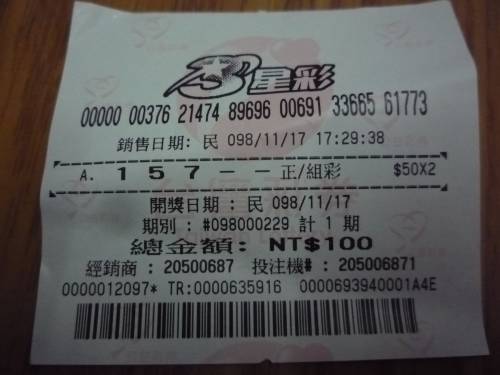 3星彩
00000 00376 21474 89696 00691 33665 61773
銷售日期: 民 098/11/17 17:29:38
A. 1 5 7 - - 正/組彩 $50X2
開獎日期 : 民 098/11/17
期別 : #098000229 計 1 期
總金額: NT$100
經銷商 : 20500687 投注機# : 205006871
0000012097* TR:0000635916 0000693940001A4E